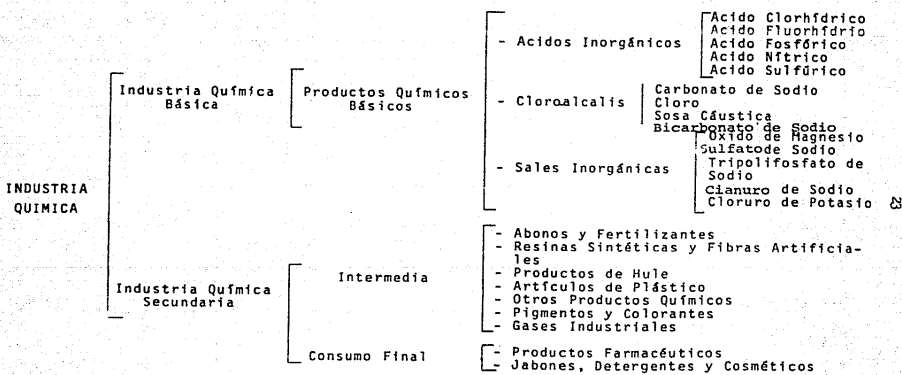 INDUSTRIA
QUIMICA
Industria Química
Básica
Productos Químicos
Básicos
- Acidos Inorgánicos
Acido Clorhídrico
Acido Fluorhídrio
Acido Fosfórico
Acido Nítrico
Acido Sulfúrico
- Cloroalcalis
Carbonato de Sodio
Cloro
Sosa Cáustica
Bicarbonato de Sodio
- Sales Inorgánicas
Oxido de Magnesio
Sulfatode Sodio
Tripolifosfato de
Sodio
Cianuro de Sodio
Cloruro de Potasio
23
Industria Química
Secundaria
Intermedia
- Abonos y Fertilizantes
- Resinas Sintéticas y Fibras Artificia-
les
- Productos de Hule
- Artículos de Plástico
- Otros Productos Químicos
- Pigmentos y Colorantes
- Gases Industriales
Consumo Final
- Productos Farmacéuticos
- Jabones, Detergentes y Cosméticos